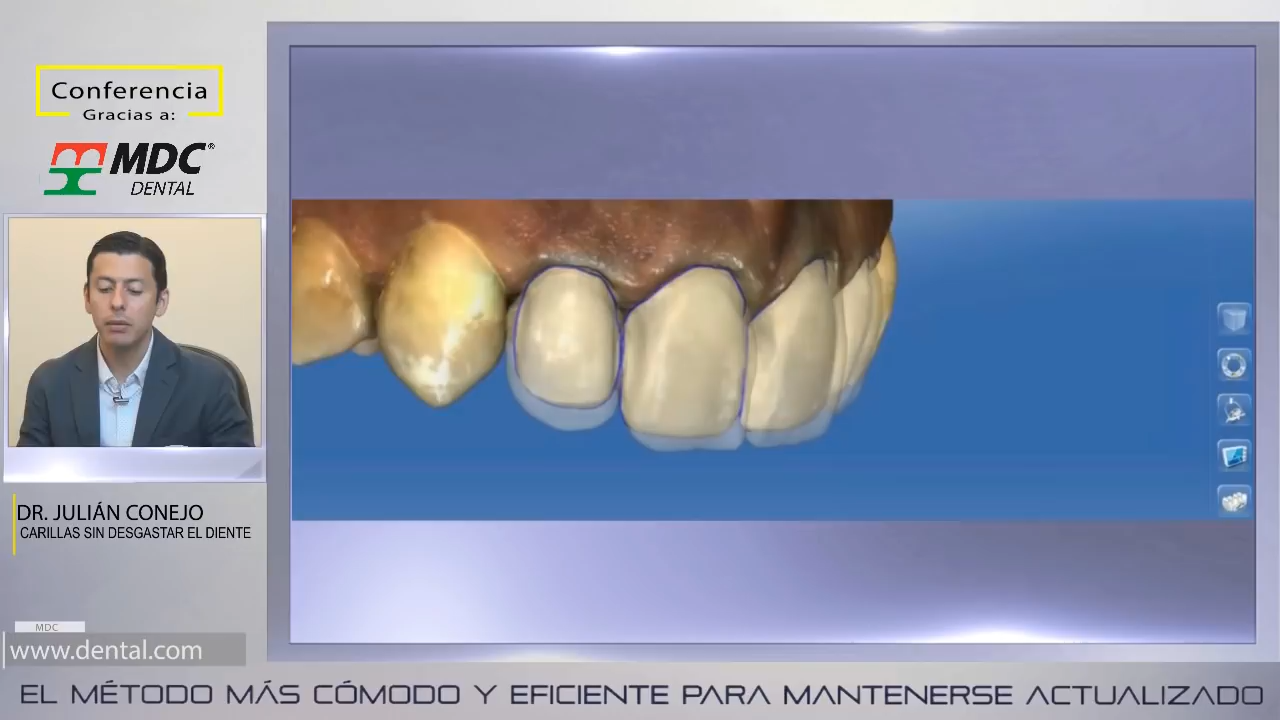 Conferencia
Gracias a:
MDC®
DENTAL
DR. JULIÁN CONEJO
CARILLAS SIN DESGASTAR EL DIENTE
MDC
www.dental.com
EL MÉTODO MÁS CÓMODO Y EFICIENTE PARA MANTENERSE ACTUALIZADO